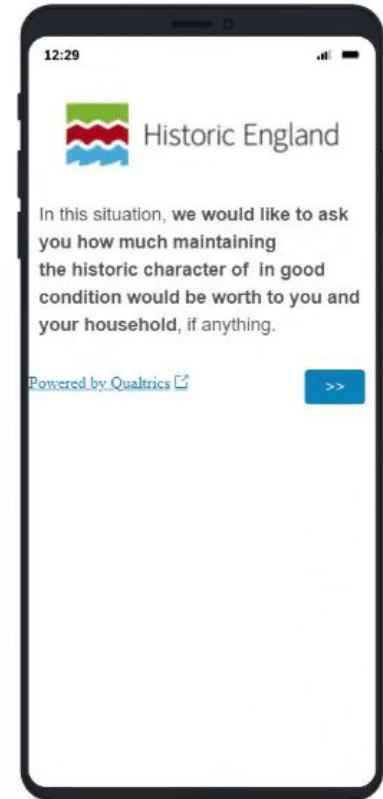 12:29
Historic England
In this situation, we would like to ask
you how much maintaining
the historic character of in good
condition would be worth to you and
your household, if anything.
Powered by Qualtrics
>>